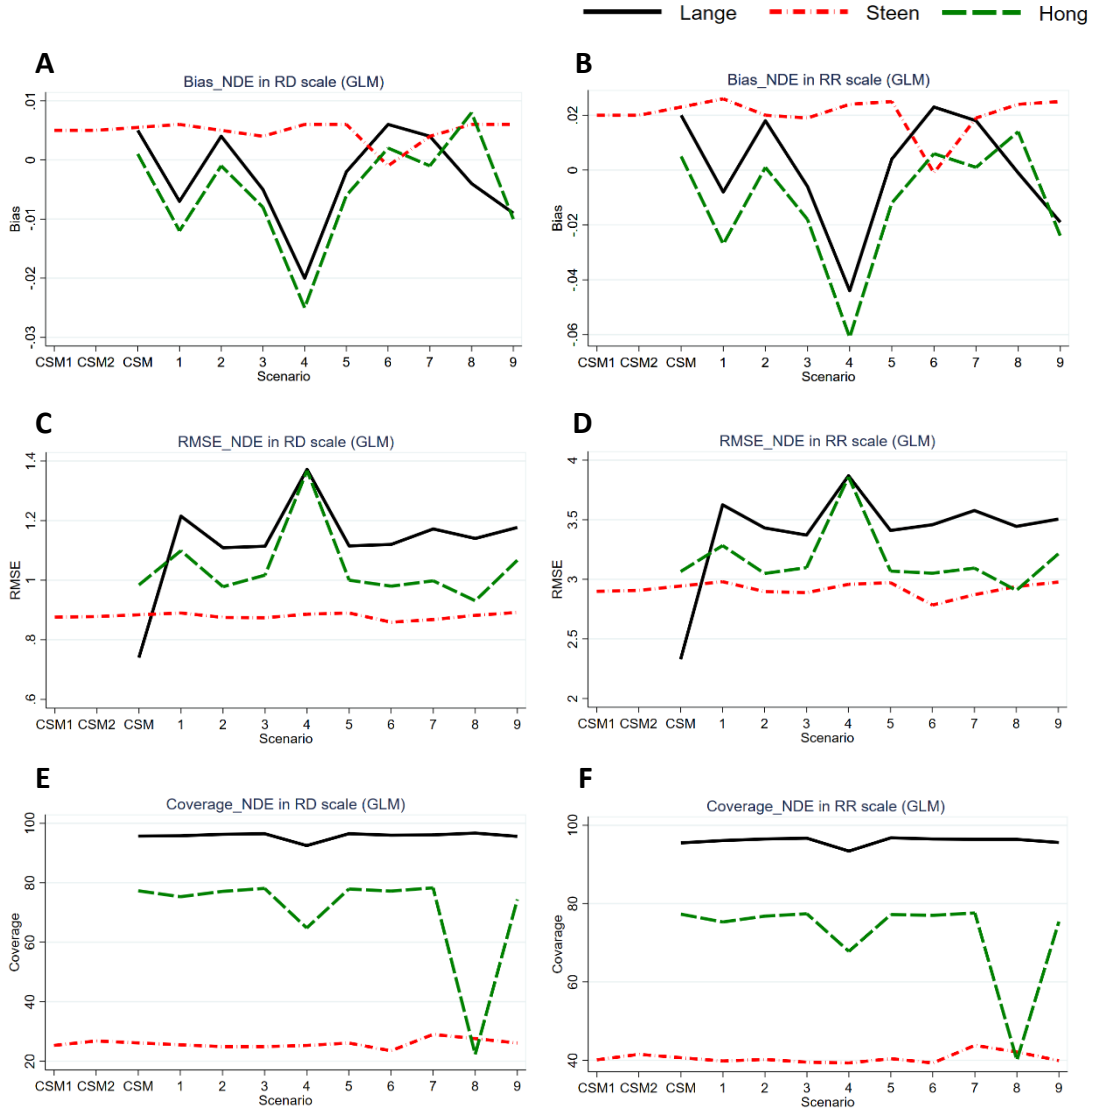 Lange Steen Hong
A
Bias_NDE in RD scale (GLM)
.01
0
-.01
-.02
-.03
Bias
CSM1 CSM2 CSM 1 2 3 4 5 6 7 8 9
Scenario
B
Bias_NDE in RR scale (GLM)
.02
0
-.02
-.04
-.06
Bias
CSM1 CSM2 CSM 1 2 3 4 5 6 7 8 9
Scenario
C
RMSE_NDE in RD scale (GLM)
1.4
1.2
1
.8
.6
RMSE
CSM1 CSM2 CSM 1 2 3 4 5 6 7 8 9
Scenario
D
RMSE_NDE in RR scale (GLM)
4
3.5
3
2.5
2
RMSE
CSM1 CSM2 CSM 1 2 3 4 5 6 7 8 9
Scenario
E
Coverage_NDE in RD scale (GLM)
100
80
60
40
20
Coverage
CSM1 CSM2 CSM 1 2 3 4 5 6 7 8 9
Scenario
F
Coverage_NDE in RR scale (GLM)
100
80
60
40
Covarage
CSM1 CSM2 CSM 1 2 3 4 5 6 7 8 9
Scenario